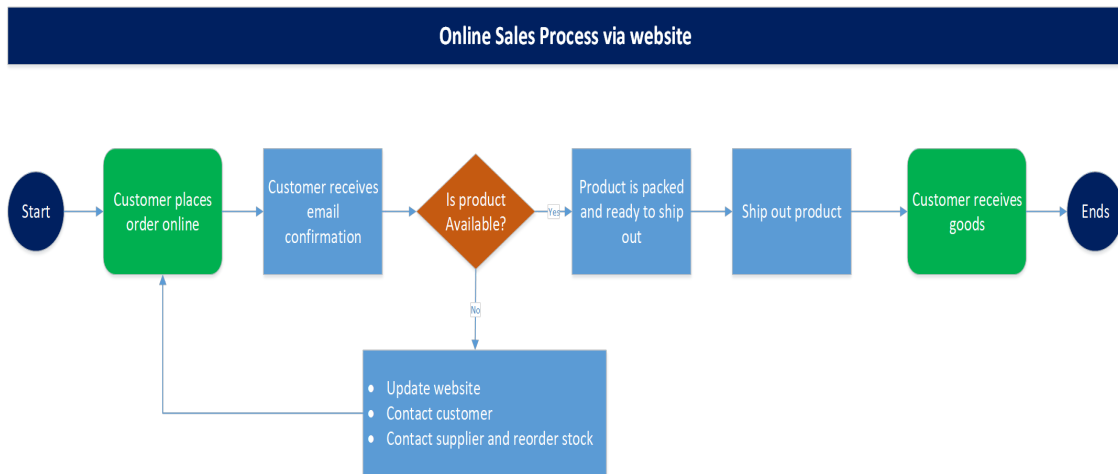 Online Sales Process via website
Start
Customer places
order online
Customer receives
email
confirmation
Is product
Available?
Yes
Product is packed
and ready to ship
out
Ship out product
Customer receives
goods
Ends
No
• Update website
• Contact customer
• Contact supplier and reorder stock